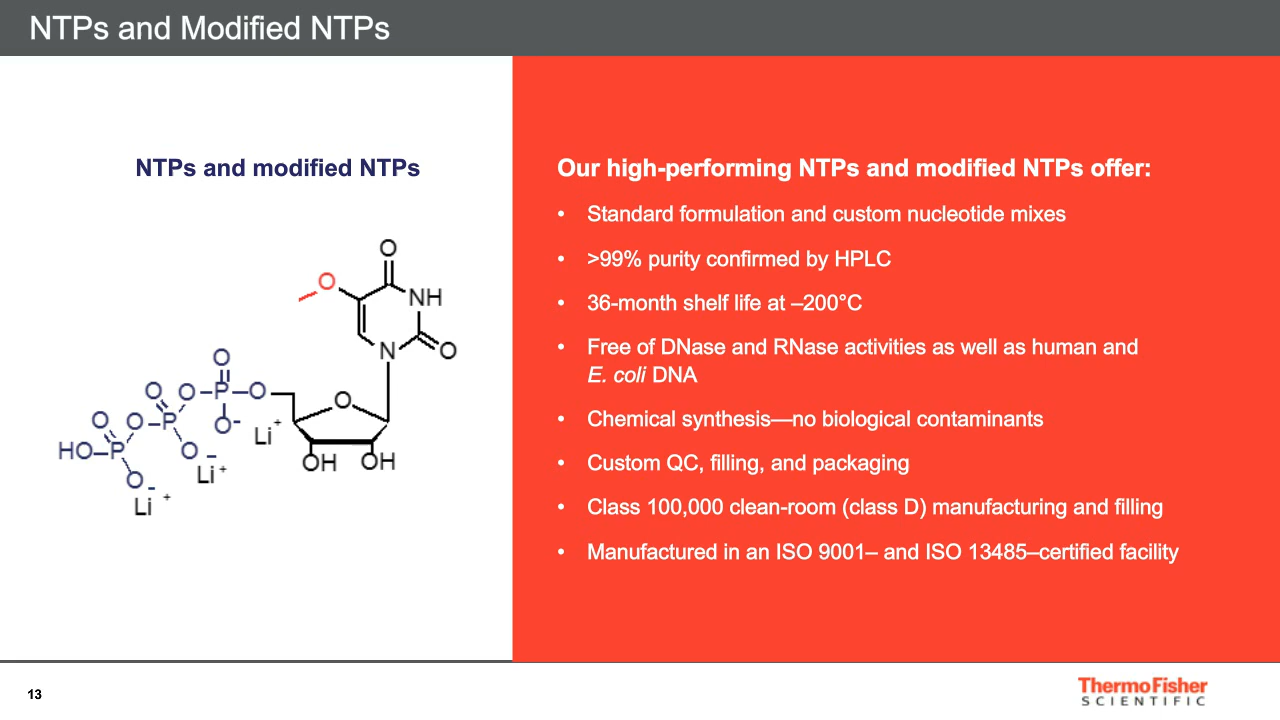 NTPs and Modified NTPs
NTPs and modified NTPs
O
O
NH
N
O
O
O
O
O
P
O
O
P
O
O-
HO
P
O-
O-
Li+
Li+
Li+
OH
OH
Our high-performing NTPs and modified NTPs offer:
• Standard formulation and custom nucleotide mixes
• >99% purity confirmed by HPLC
• 36-month shelf life at –200°C
• Free of DNase and RNase activities as well as human and
E. coli DNA
• Chemical synthesis—no biological contaminants
• Custom QC, filling, and packaging
• Class 100,000 clean-room (class D) manufacturing and filling
• Manufactured in an ISO 9001– and ISO 13485–certified facility
13
ThermoFisher
SCIENTIFIC